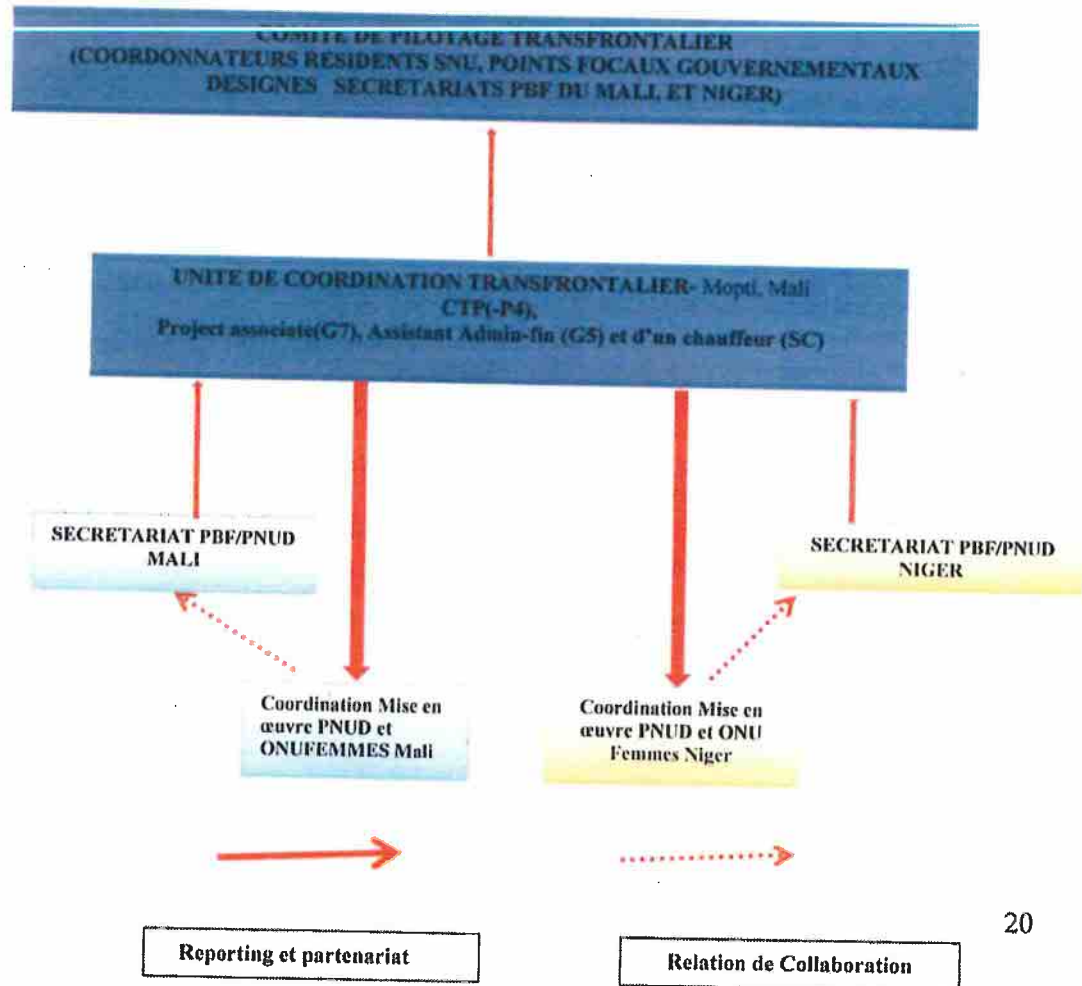 COMITE DE PILOTAGE TRANSFRONTALIER
(COORDONNATEURS RESIDENTS SNU, POINTS FOCAUX GOUVERNEMENTAUX
DESIGNES SECRETARIATS PBF DU MALI, ET NIGER)
UNITE DE COORDINATION TRANSFRONTALIER- Mopti, Mali
CTP(-P4),
Project associate(G7), Assistant Admin-fin (G5) et d'un chauffeur (SC)
SECRETARIAT PBF/PNUD
MALI
SECRETARIAT PBF/PNUD
NIGER
Coordination Mise en
œuvre PNUD et
ONUFEMMES Mali
Coordination Mise en
œuvre PNUD et ONU
Femmes Niger
20
Reporting et partenariat
Relation de Collaboration